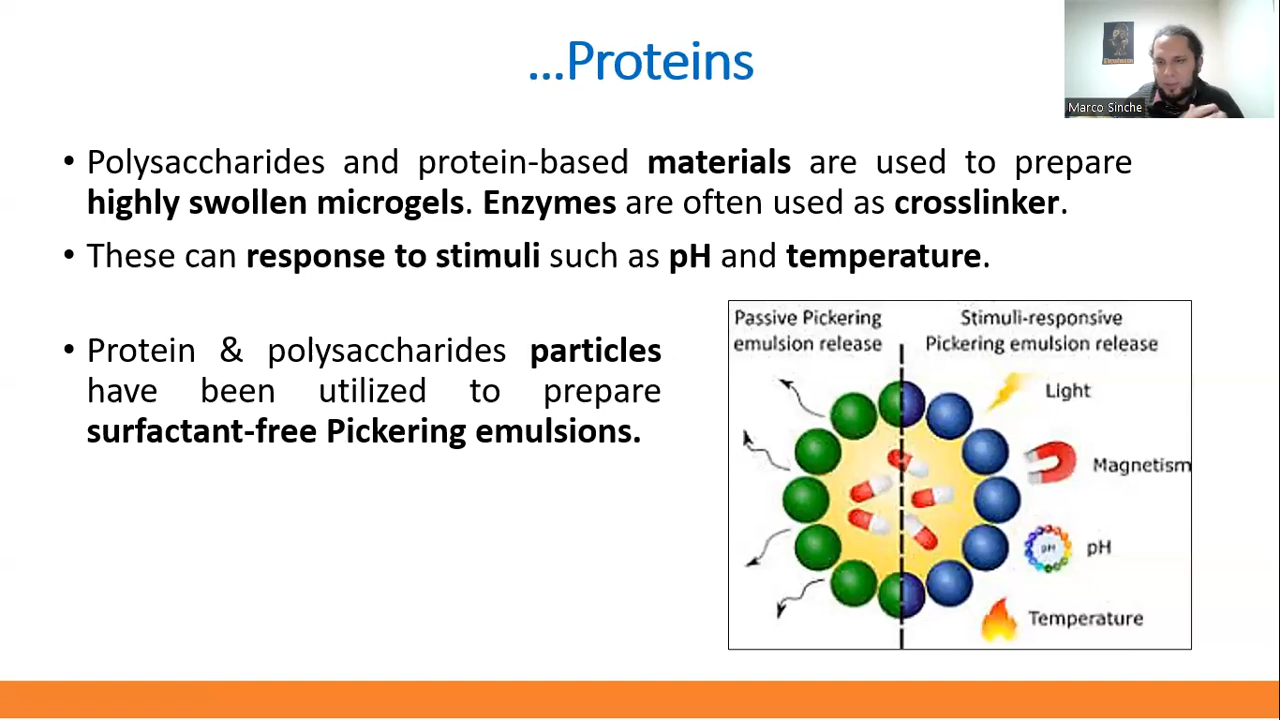 ...Proteins
Marco Sinche
• Polysaccharides and protein-based materials are used to prepare
highly swollen microgels. Enzymes are often used as crosslinker.
• These can response to stimuli such as pH and temperature.
• Protein & polysaccharides particles
have been utilized to prepare
surfactant-free Pickering emulsions.
Passive Pickering
emulsion release
Stimuli-responsive
Pickering emulsion release
Light
Magnetism
pH
pH
Temperature